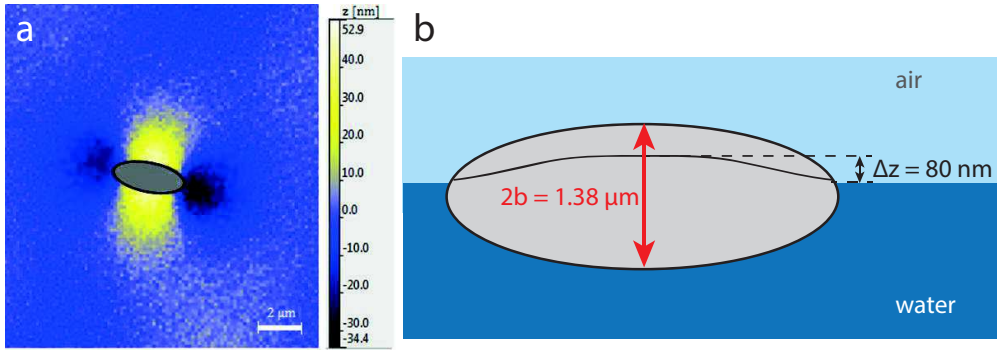 a
z [nm]
52.9
40.0
30.0
20.0
10.0
0.0
-10.0
-20.0
-30.0
-34.4
2 µm
b
air
2b = 1.38 µm
Δz = 80 nm
water